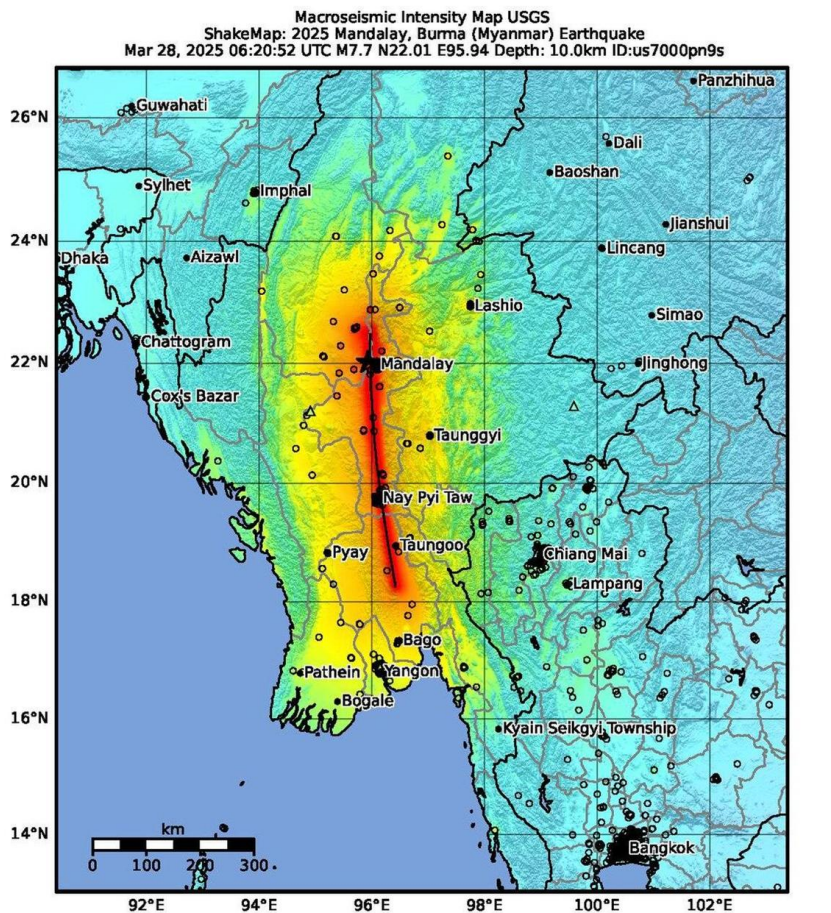 Macroseismic Intensity Map USGS
ShakeMap: 2025 Mandalay, Burma (Myanmar) Earthquake
Mar 28, 2025 06:20:52 UTC M7.7 N22.01 E95.94 Depth: 10.0km ID:us7000pn9s
Panzhihua
26°N
Guwahati
Dali
Baoshan
Sylhet
Imphal
Jianshui
24°N
Lincang
Dhaka
Aizawl
Lashio
Simao
Chattogram
22°N
Mandalay
Jinghong
Cox's Bazar
Taunggyi
20°N
Nay Pyi Taw
Taungoo
Pyay
Chiang Mai
Lampang
18°N
Bago
Pathein
Yangon
Bogale
16°N
Kyain Seikgyi Township
14°N
km
Bangkok
0 100 200 300
92°E 94°E 96°E 98°E 100°E 102°E